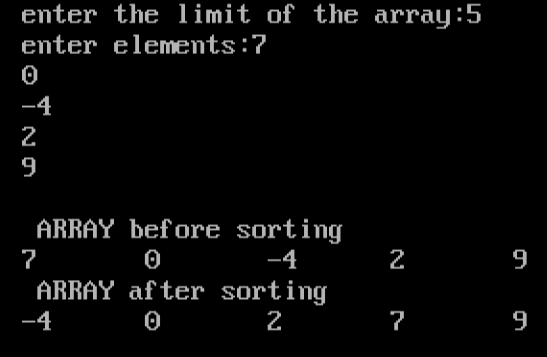 enter the limit of the array:5
enter elements:7
0
-4
2
9
ARRAY before sorting
7 0 -4 2 9
ARRAY after sorting
-4 0 2 7 9